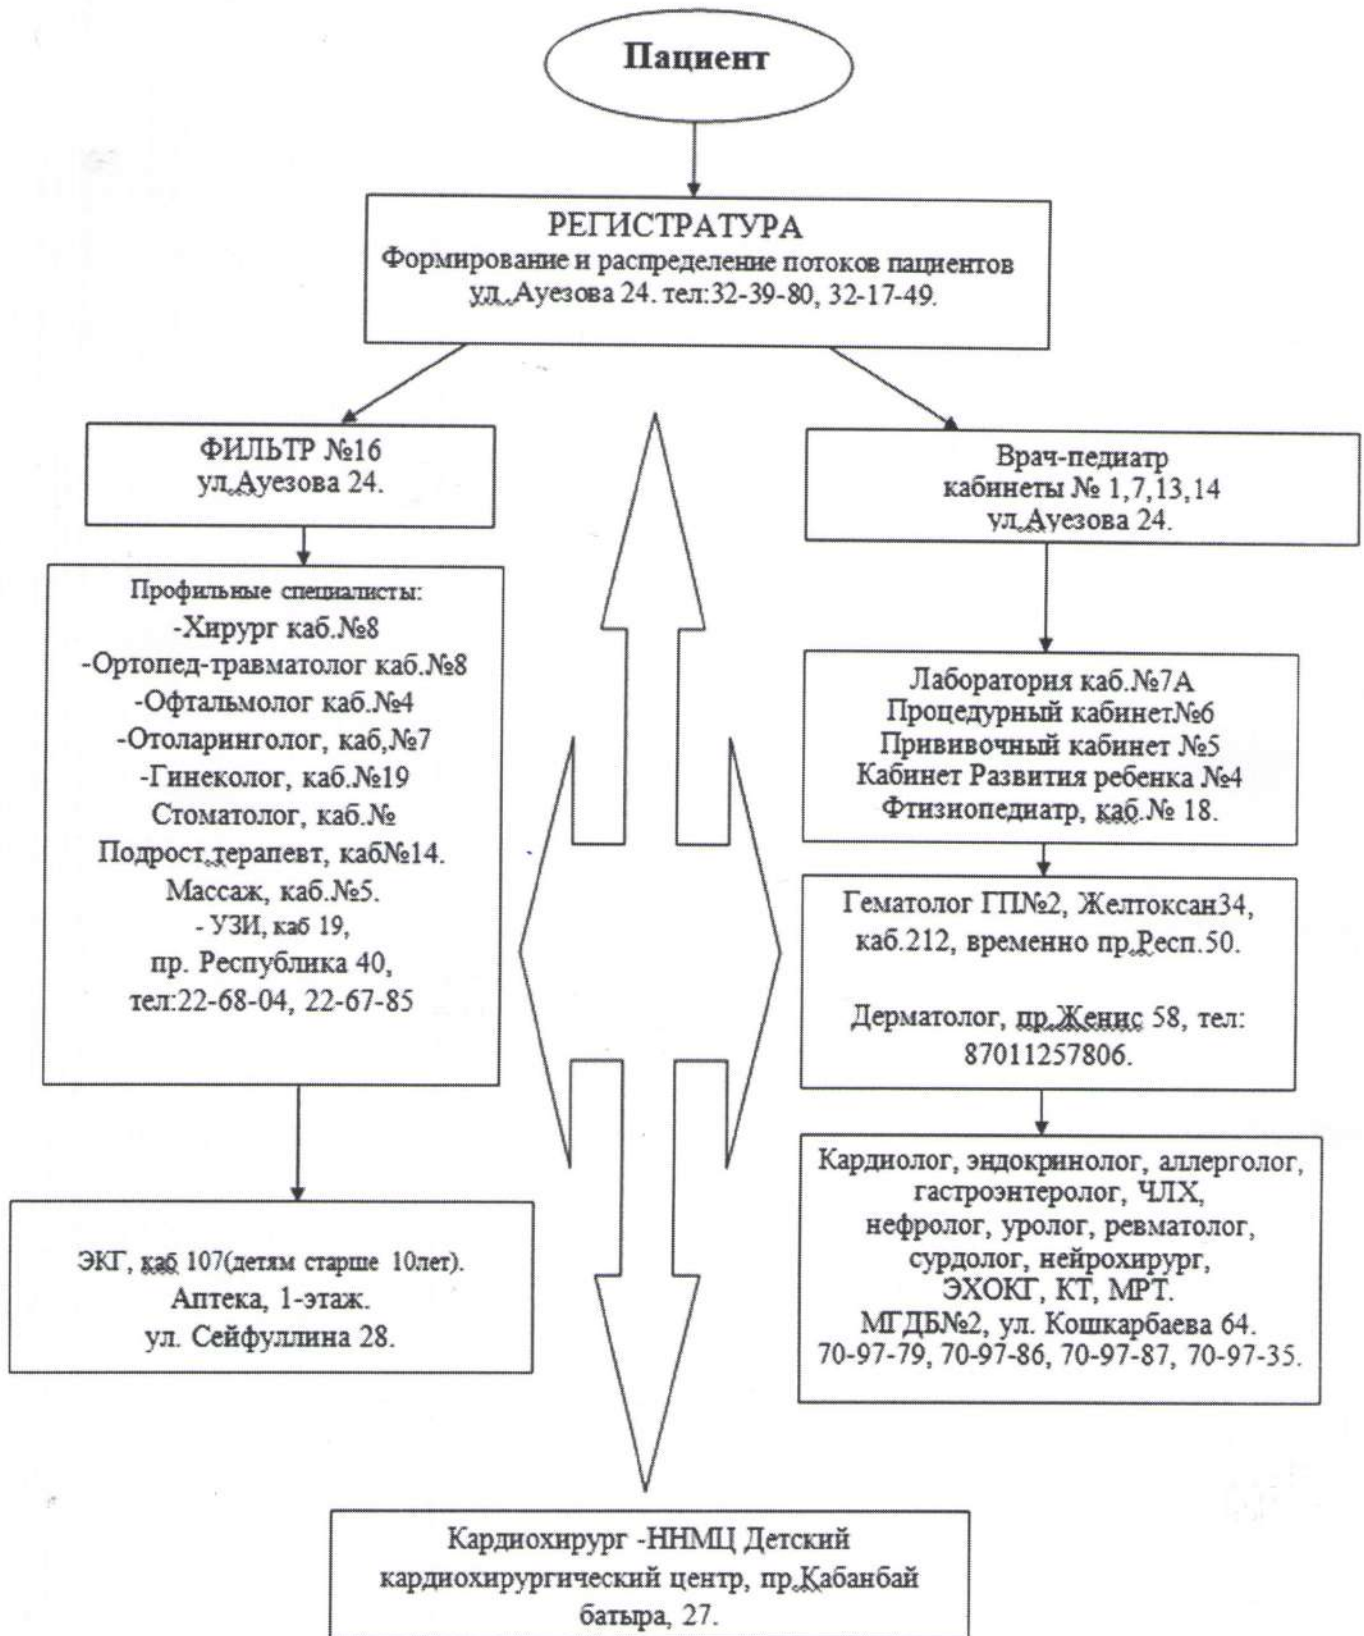 Пациент
РЕГИСТРАТУРА
Формирование и распределение потоков пациентов
ул.Ауезова 24. тел:32-39-80, 32-17-49.
ФИЛЬТР №16
ул.Ауезова 24.
Врач-педиатр
кабинеты № 1,7,13,14
ул.Ауезова 24.
Профильные специалисты:
-Хирург каб.№8
-Ортопед-травматолог каб.№8
-Офтальмолог каб.№4
-Отоларинголог, каб,№7
-Гинеколог, каб.№19
Стоматолог, каб.№
Подрост.терапевт, каб№14.
Массаж, каб.№5.
- УЗИ, каб 19,
пр. Республика 40,
тел:22-68-04, 22-67-85
Лаборатория каб.№7А
Процедурный кабинет№6
Прививочный кабинет №5
Кабинет Развития ребенка №4
Фтизиопедиатр, каб.№ 18.
Гематолог ГП№2, Желтоксан34,
каб.212, временно пр.Респ.50.
Дерматолог, пр.Женис 58, тел:
87011257806.
ЭКГ, каб 107(детям старше 10лет).
Аптека, 1-этаж.
ул. Сейфуллина 28.
Кардиолог, эндокринолог, аллерголог,
гастроэнтеролог, ЧЛХ,
нефролог, уролог, ревматолог,
сурдолог, нейрохирург,
ЭХОКГ, КТ, МРТ.
МГДБ№2, ул. Кошкарбаева 64.
70-97-79, 70-97-86, 70-97-87, 70-97-35.
Кардиохирург -ННМЦ Детский
кардиохирургический центр, пр.Кабанбай
батыра, 27.